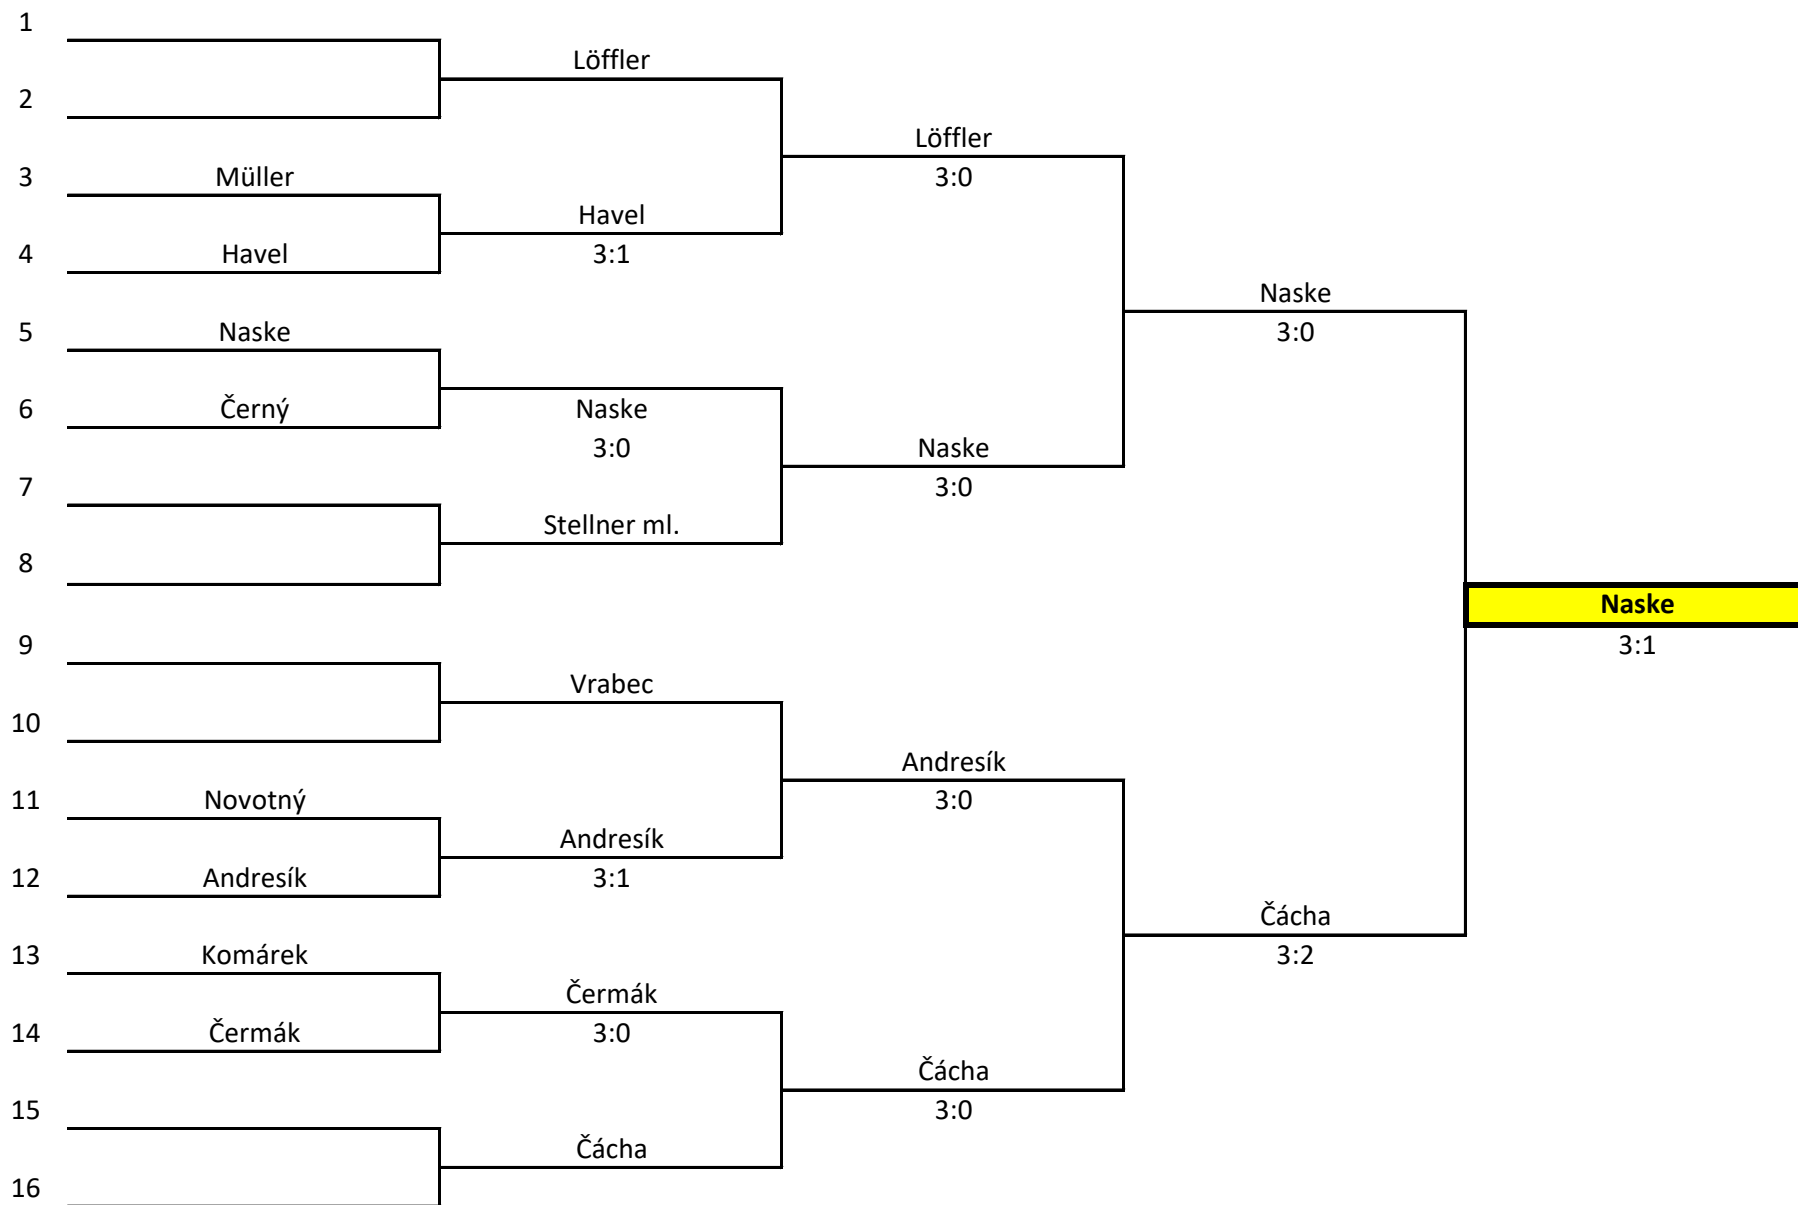 1
Löffler
2
Löffler
3 Müller 3:0
Havel
4 Havel 3:1
Naske
5 Naske 3:0
6 Černý Naske
3:0 Naske
7 3:0
Stellner ml.
8
Naske
9 3:1
Vrabec
10
Andresík
11 Novotný 3:0
Andresík
12 Andresík 3:1
Čácha
13 Komárek 3:2
Čermák
14 Čermák 3:0
Čácha
15 3:0
Čácha
16